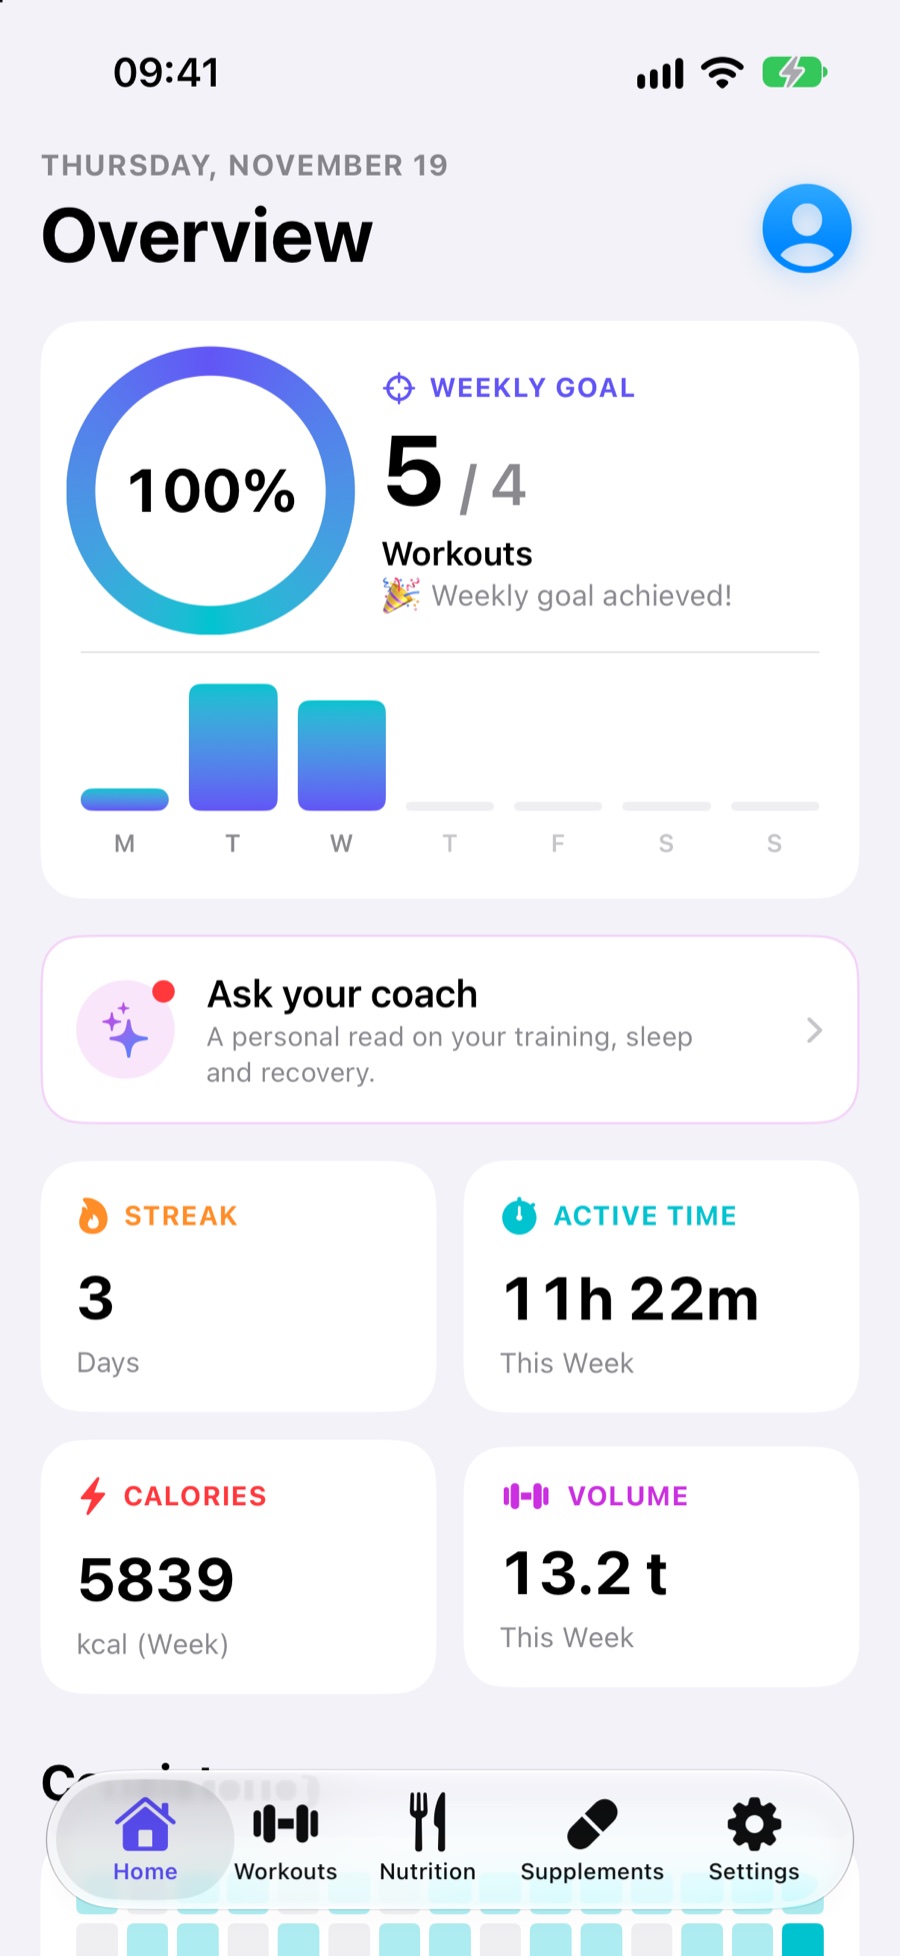 09:41
THURSDAY, NOVEMBER 19
Overview
100%
WEEKLY GOAL
5 / 4
Workouts
🎉 Weekly goal achieved!
M T W T F S S
Ask your coach
A personal read on your training, sleep
and recovery.
STREAK
3
Days
ACTIVE TIME
11h 22m
This Week
CALORIES
5839
kcal (Week)
VOLUME
13.2 t
This Week
Home Workouts Nutrition Supplements Settings